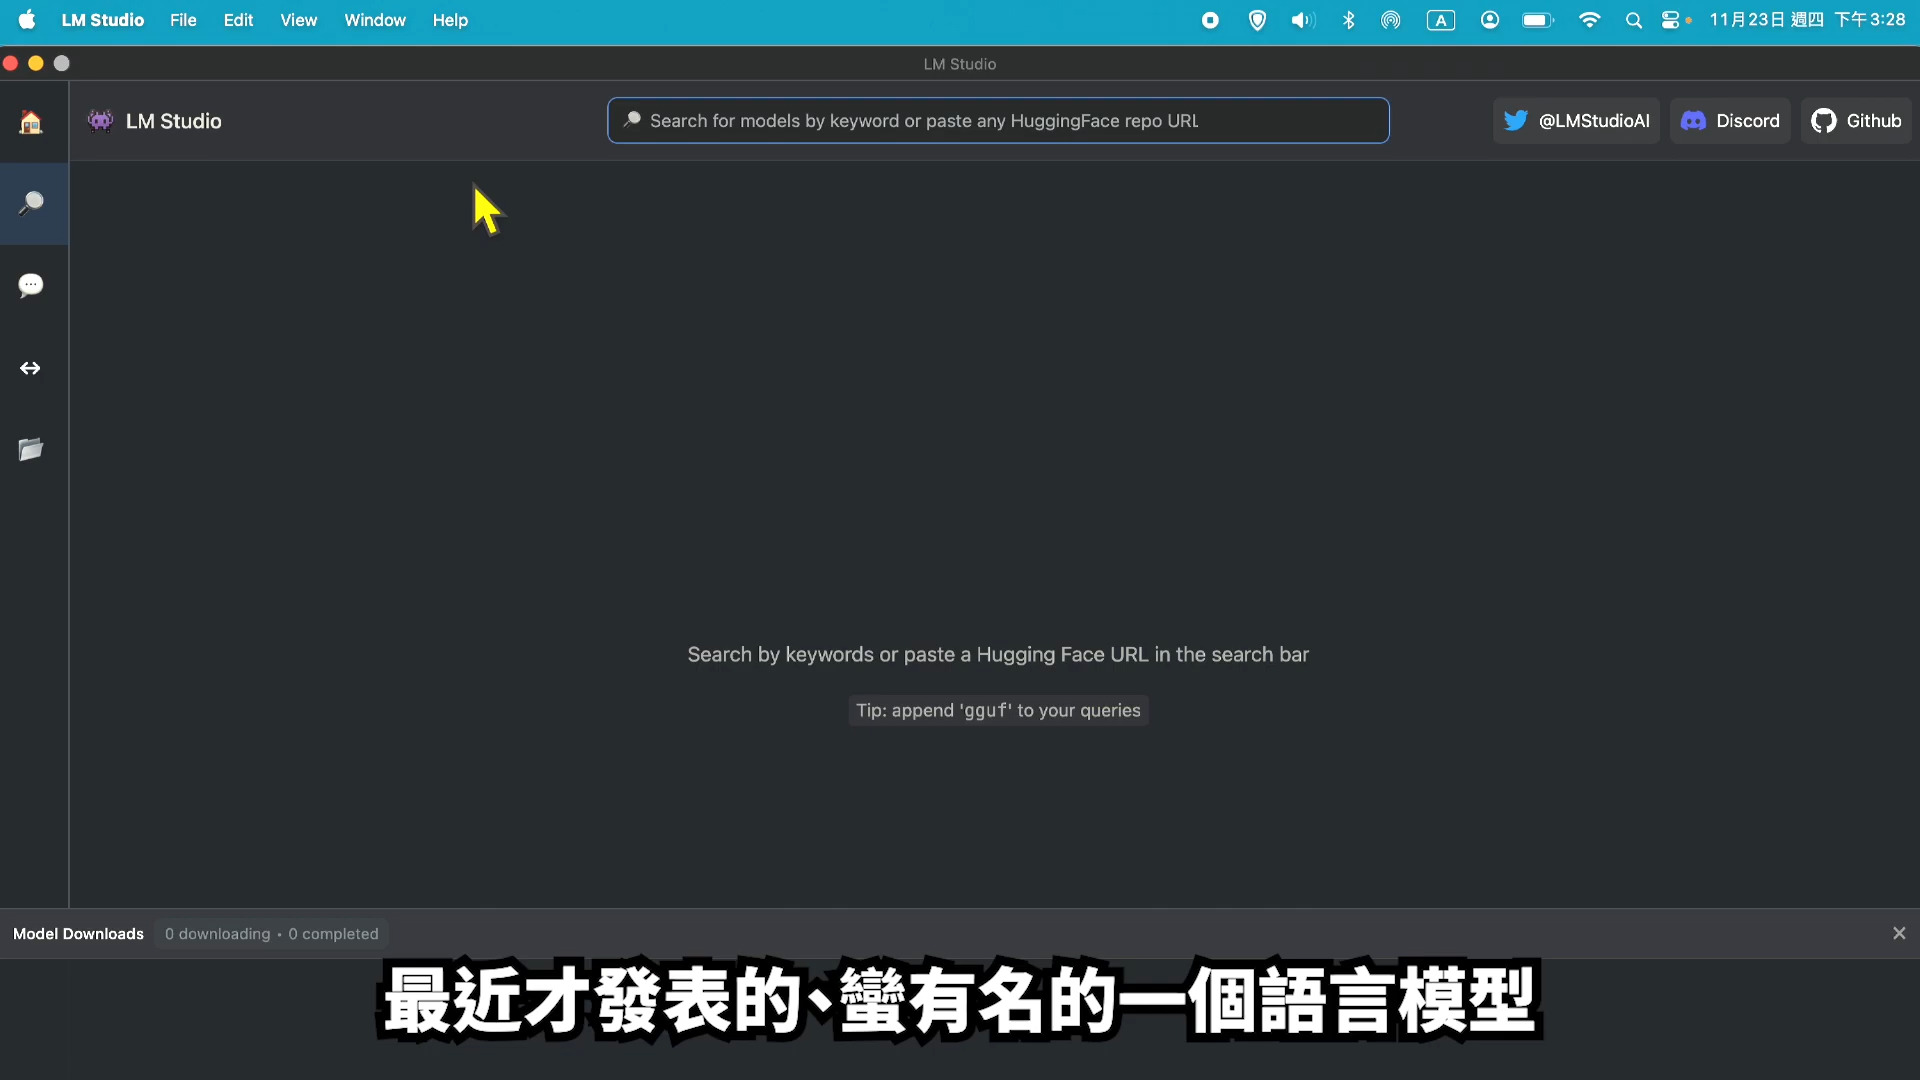 LM Studio File Edit View Window Help A 11月23日 週四 下午3:28
LM Studio
LM Studio Search for models by keyword or paste any HuggingFace repo URL @LMStudioAI Discord Github
Search by keywords or paste a Hugging Face URL in the search bar
Tip: append 'gguf' to your queries
Model Downloads 0 downloading • 0 completed
最近才發表的、蠻有名的一個語言模型